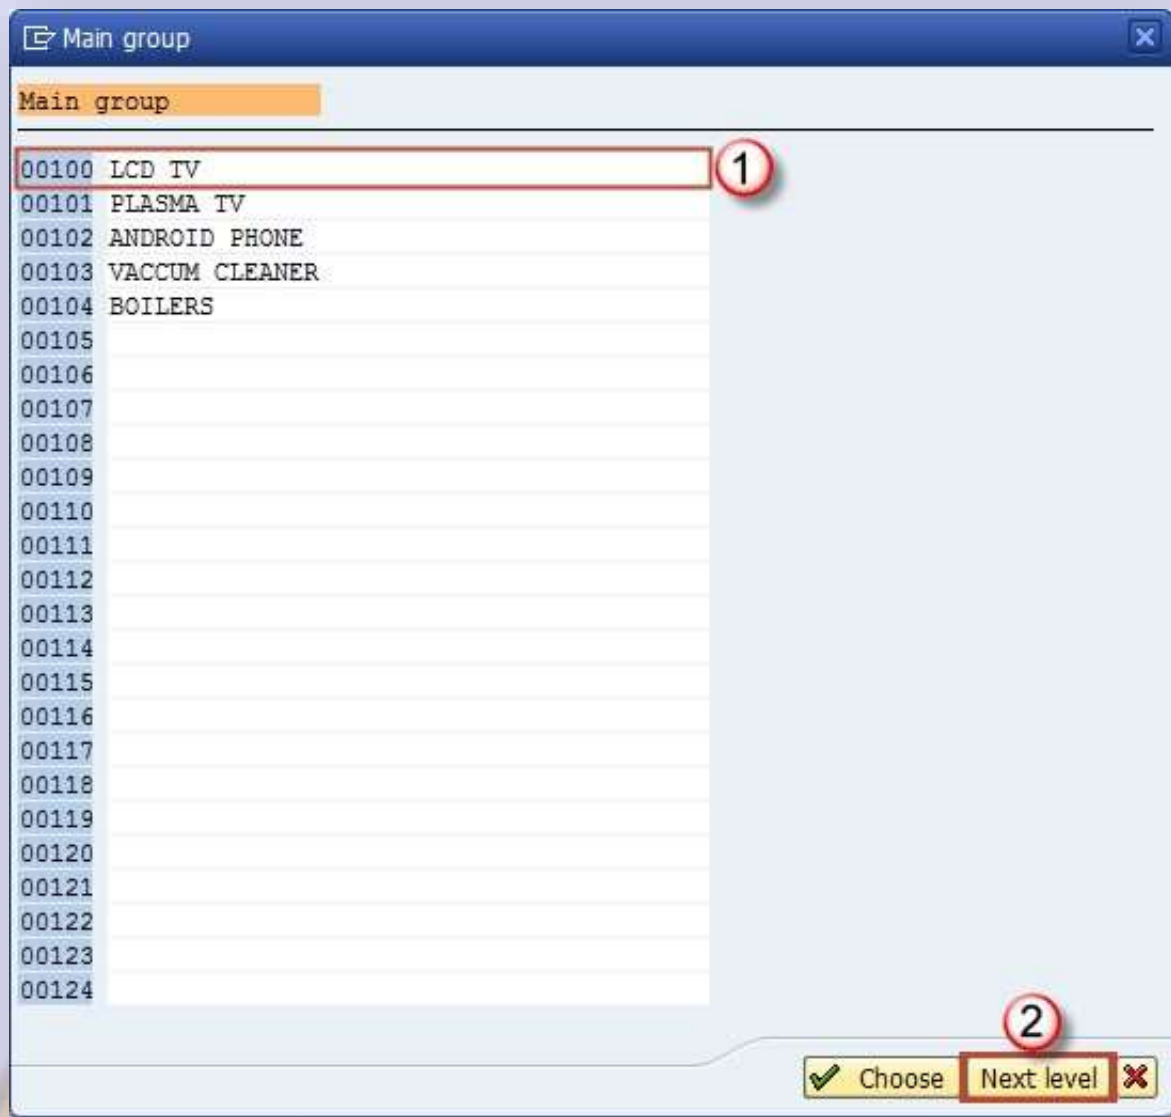 Main group
Main group
00100 LCD TV
1
00101 PLASMA TV
00102 ANDROID PHONE
00103 VACCUM CLEANER
00104 BOILERS
00105
00106
00107
00108
00109
00110
00111
00112
00113
00114
00115
00116
00117
00118
00119
00120
00121
00122
00123
00124
2
Choose Next level